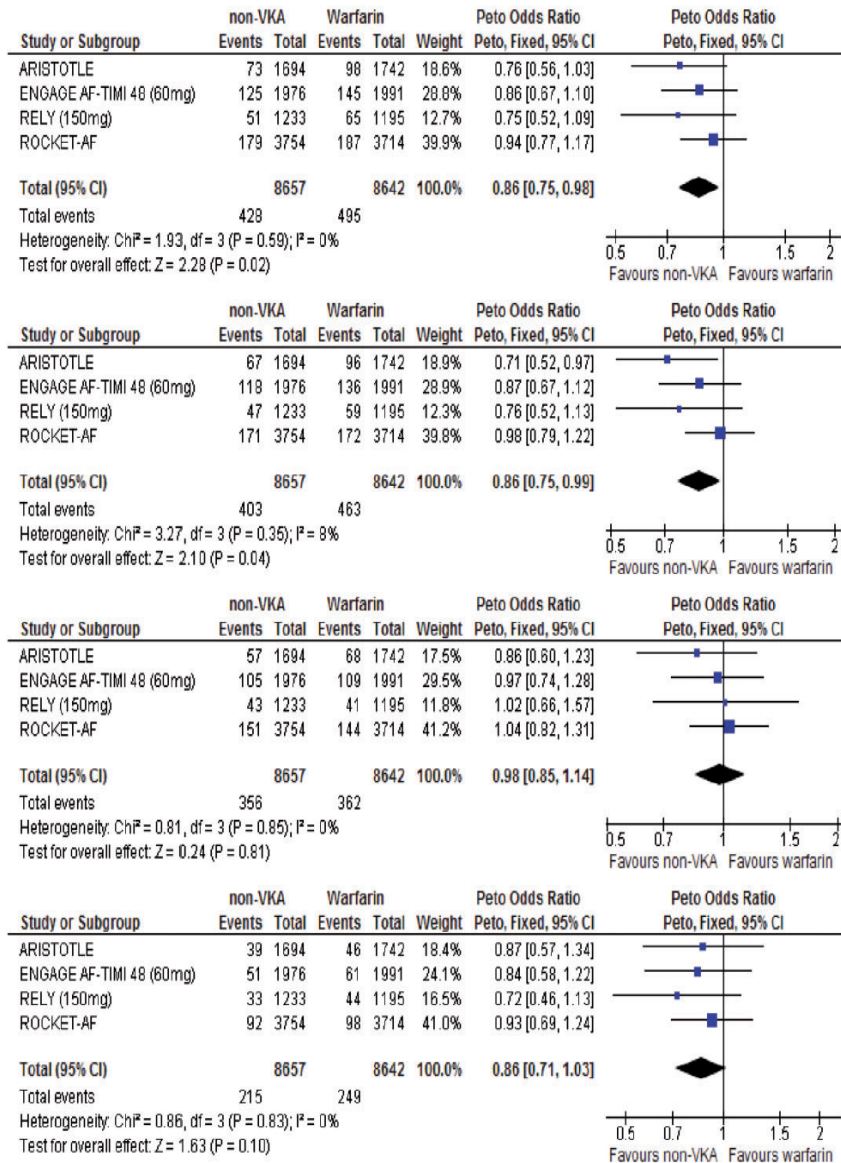 non-VKA Warfarin Peto Odds Ratio Peto Odds Ratio
Study or Subgroup Events Total Events Total Weight Peto, Fixed, 95% CI Peto, Fixed, 95% CI
ARISTOTLE 73 1694 98 1742 18.6% 0.76 [0.56, 1.03]
ENGAGE AF-TIMI 48 (60mg) 125 1976 145 1991 28.8% 0.86 [0.67, 1.10]
RELY (150mg) 51 1233 65 1195 12.7% 0.75 [0.52, 1.09]
ROCKET-AF 179 3754 187 3714 39.9% 0.94 [0.77, 1.17]
Total (95% CI) 8657 8642 100.0% 0.86 [0.75, 0.98]
Total events 428 495
Heterogeneity: Chi² = 1.93, df = 3 (P = 0.59); I² = 0%
Test for overall effect: Z = 2.28 (P = 0.02)
0.5 0.7 1 1.5 2
Favours non-VKA Favours warfarin
non-VKA Warfarin Peto Odds Ratio Peto Odds Ratio
Study or Subgroup Events Total Events Total Weight Peto, Fixed, 95% CI Peto, Fixed, 95% CI
ARISTOTLE 67 1694 96 1742 18.9% 0.71 [0.52, 0.97]
ENGAGE AF-TIMI 48 (60mg) 118 1976 136 1991 28.9% 0.87 [0.67, 1.12]
RELY (150mg) 47 1233 59 1195 12.3% 0.76 [0.52, 1.13]
ROCKET-AF 171 3754 172 3714 39.8% 0.98 [0.79, 1.22]
Total (95% CI) 8657 8642 100.0% 0.86 [0.75, 0.99]
Total events 403 463
Heterogeneity: Chi² = 3.27, df = 3 (P = 0.35); I² = 8%
Test for overall effect: Z = 2.10 (P = 0.04)
0.5 0.7 1 1.5 2
Favours non-VKA Favours warfarin
non-VKA Warfarin Peto Odds Ratio Peto Odds Ratio
Study or Subgroup Events Total Events Total Weight Peto, Fixed, 95% CI Peto, Fixed, 95% CI
ARISTOTLE 57 1694 68 1742 17.5% 0.86 [0.60, 1.23]
ENGAGE AF-TIMI 48 (60mg) 105 1976 109 1991 29.5% 0.97 [0.74, 1.28]
RELY (150mg) 43 1233 41 1195 11.8% 1.02 [0.66, 1.57]
ROCKET-AF 151 3754 144 3714 41.2% 1.04 [0.82, 1.31]
Total (95% CI) 8657 8642 100.0% 0.98 [0.85, 1.14]
Total events 356 362
Heterogeneity: Chi² = 0.81, df = 3 (P = 0.85); I² = 0%
Test for overall effect: Z = 0.24 (P = 0.81)
0.5 0.7 1 1.5 2
Favours non-VKA Favours warfarin
non-VKA Warfarin Peto Odds Ratio Peto Odds Ratio
Study or Subgroup Events Total Events Total Weight Peto, Fixed, 95% CI Peto, Fixed, 95% CI
ARISTOTLE 39 1694 46 1742 18.4% 0.87 [0.57, 1.34]
ENGAGE AF-TIMI 48 (60mg) 51 1976 61 1991 24.1% 0.84 [0.58, 1.22]
RELY (150mg) 33 1233 44 1195 16.5% 0.72 [0.46, 1.13]
ROCKET-AF 92 3754 98 3714 41.0% 0.93 [0.69, 1.24]
Total (95% CI) 8657 8642 100.0% 0.86 [0.71, 1.03]
Total events 215 249
Heterogeneity: Chi² = 0.86, df = 3 (P = 0.83); I² = 0%
Test for overall effect: Z = 1.63 (P = 0.10)
0.5 0.7 1 1.5 2
Favours non-VKA Favours warfarin